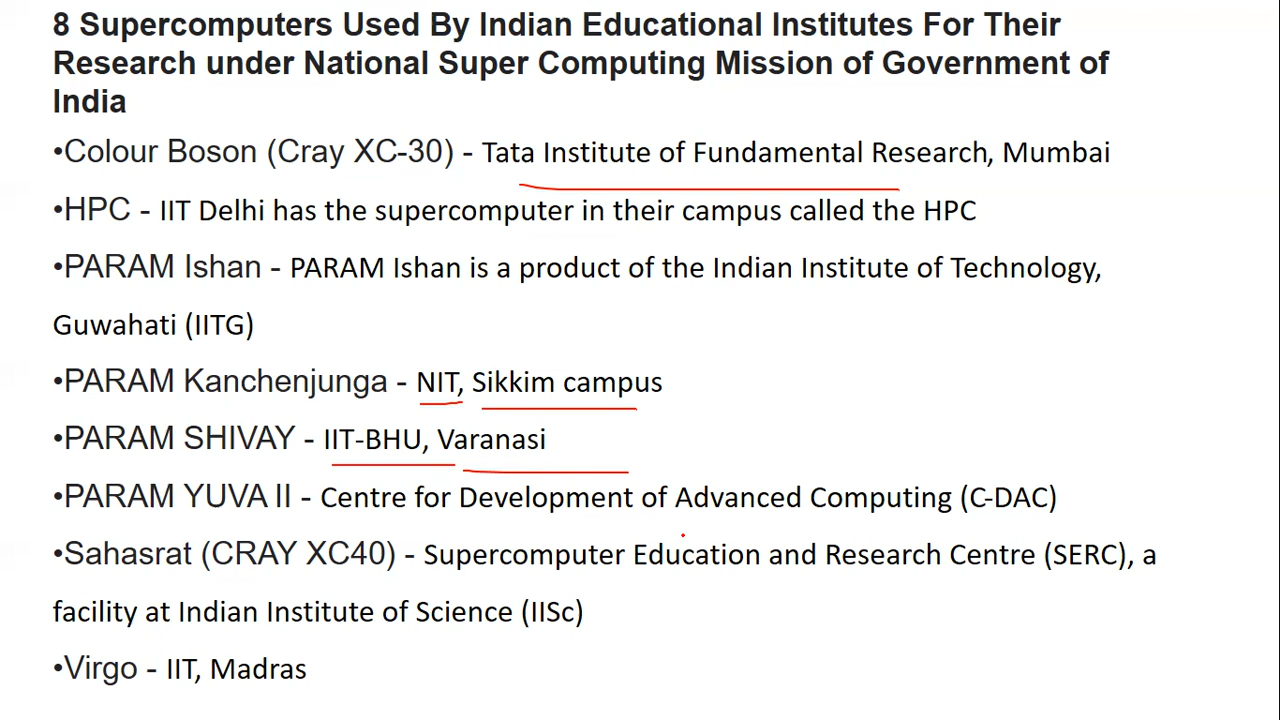 8 Supercomputers Used By Indian Educational Institutes For Their
Research under National Super Computing Mission of Government of
India
•Colour Boson (Cray XC-30) - Tata Institute of Fundamental Research, Mumbai
•HPC - IIT Delhi has the supercomputer in their campus called the HPC
•PARAM Ishan - PARAM Ishan is a product of the Indian Institute of Technology,
Guwahati (IITG)
•PARAM Kanchenjunga - NIT, Sikkim campus
•PARAM SHIVAY - IIT-BHU, Varanasi
•PARAM YUVA II - Centre for Development of Advanced Computing (C-DAC)
•Sahasrat (CRAY XC40) - Supercomputer Education and Research Centre (SERC), a
facility at Indian Institute of Science (IISc)
•Virgo - IIT, Madras